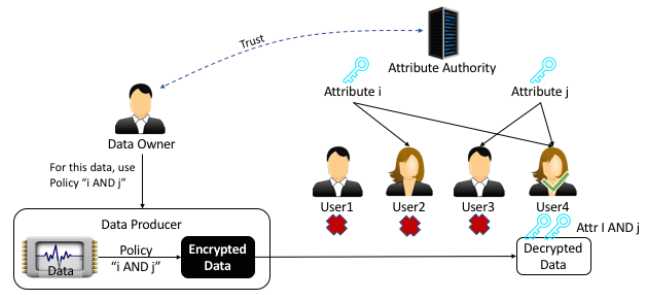 Trust
Attribute Authority
Attribute i
Attribute j
Data Owner
For this data, use
Policy "i AND j"
User1
User2
User3
User4
Data Producer
Attr I AND j
Data
Policy
"i AND j"
Encrypted
Data
Decrypted
Data